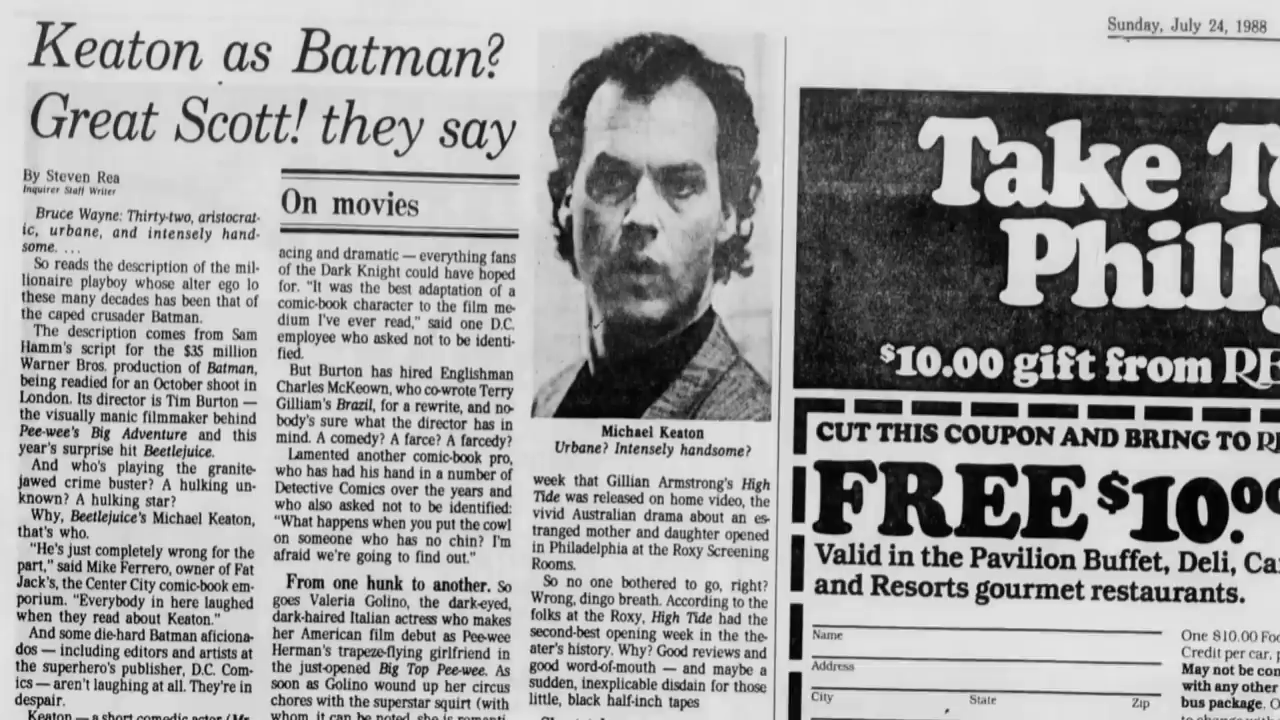 Keaton as Batman?
Great Scott! they say
By Steven Rea
Inquirer Staff Writer
Bruce Wayne: Thirty-two, aristocrat-
ic, urbane, and intensely hand-
some. ...
So reads the description of the mil-
lionaire playboy whose alter ego lo
these many decades has been that of
the caped crusader Batman.
The description comes from Sam
Hamm's script for the $35 million
Warner Bros. production of Batman,
being readied for an October shoot in
London. Its director is Tim Burton —
the visually manic filmmaker behind
Pee-wee's Big Adventure and this
year's surprise hit Beetlejuice.
And who's playing the granite-
jawed crime buster? A hulking un-
known? A hulking star?
Why, Beetlejuice's Michael Keaton,
that's who.
"He's just completely wrong for the
part," said Mike Ferrero, owner of Fat
Jack's, the Center City comic-book em-
porium. "Everybody in here laughed
when they read about Keaton."
And some die-hard Batman aficiona-
dos — including editors and artists at
the superhero's publisher, D.C. Com-
ics — aren't laughing at all. They're in
despair.
Keaton — a short comedic actor (Mr.
On movies
acing and dramatic — everything fans
of the Dark Knight could have hoped
for. "It was the best adaptation of a
comic-book character to the film me-
dium I've ever read," said one D.C.
employee who asked not to be identi-
fied.
But Burton has hired Englishman
Charles McKeown, who co-wrote Terry
Gilliam's Brazil, for a rewrite, and no-
body's sure what the director has in
mind. A comedy? A farce? A farcedy?
Lamented another comic-book pro,
who has had his hand in a number of
Detective Comics over the years and
who also asked not to be identified:
"What happens when you put the cowl
on someone who has no chin? I'm
afraid we're going to find out."
From one hunk to another. So
goes Valeria Golino, the dark-eyed,
dark-haired Italian actress who makes
her American film debut as Pee-wee
Herman's trapeze-flying girlfriend in
the just-opened Big Top Pee-wee. As
soon as Golino wound up her circus
chores with the superstar squirt (with
whom, it can be noted, she is romanti-
Michael Keaton
Urbane? Intensely handsome?
week that Gillian Armstrong's High
Tide was released on home video, the
vivid Australian drama about an es-
tranged mother and daughter opened
in Philadelphia at the Roxy Screening
Rooms.
So no one bothered to go, right?
Wrong, dingo breath. According to the
folks at the Roxy, High Tide had the
second-best opening week in the the-
ater's history. Why? Good reviews and
good word-of-mouth — and maybe a
sudden, inexplicable disdain for those
little, black half-inch tapes
Sunday, July 24, 1988
Take T
Philly
$10.00 gift from RE
CUT THIS COUPON AND BRING TO R
FREE $10.00
Valid in the Pavilion Buffet, Deli, Ca
and Resorts gourmet restaurants.
Name
Address
City State Zip
One $10.00 Foo
Credit per car, p
May not be con
with any other
bus package. O
to change with